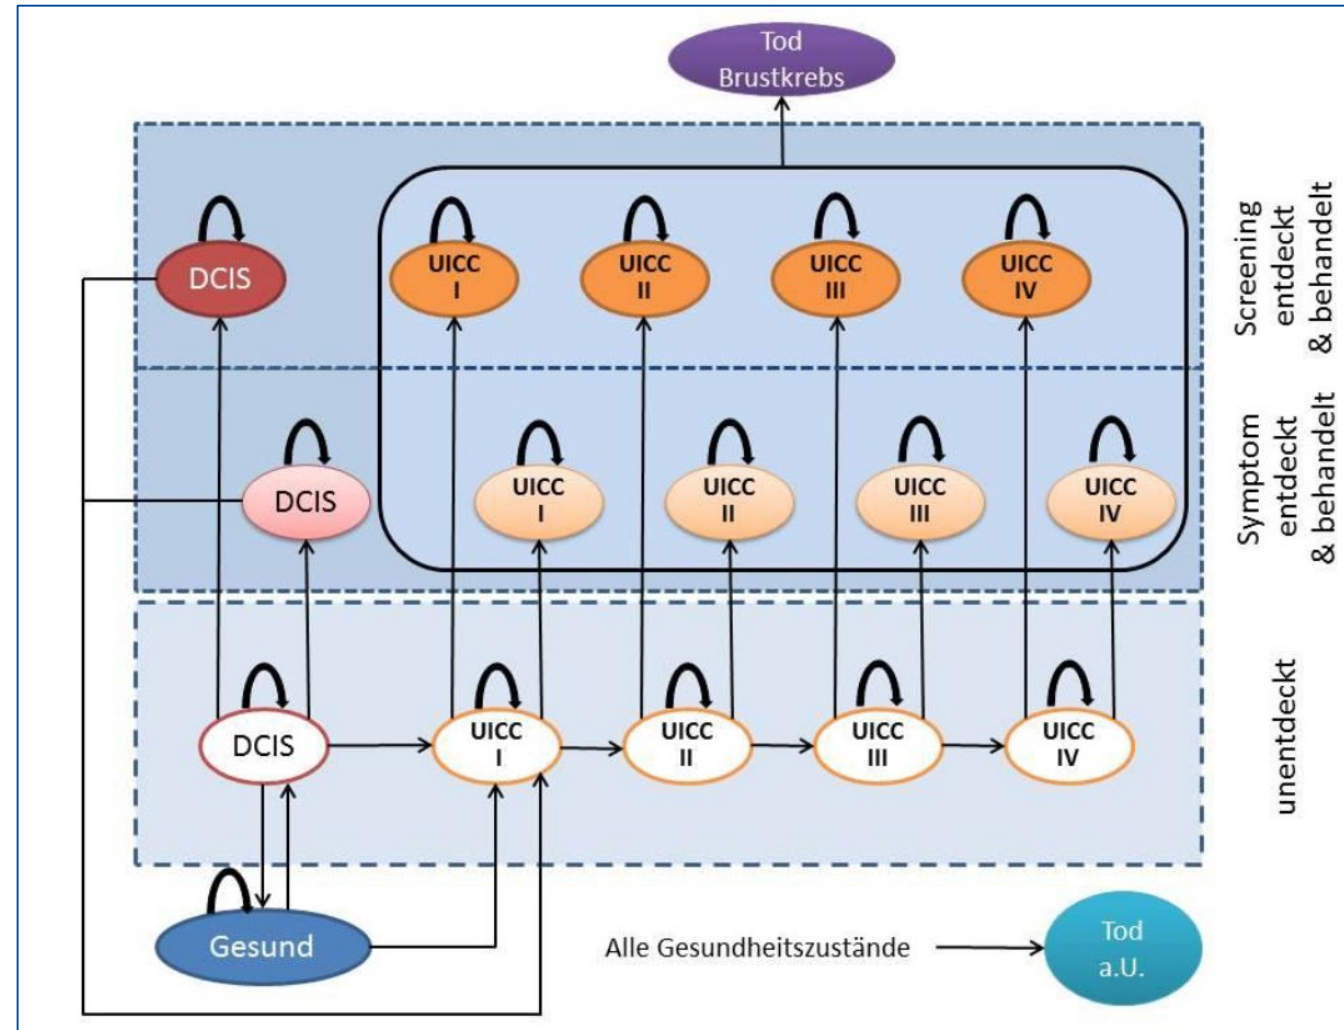 Tod
Brustkrebs
DCIS
UICC
I
UICC
II
UICC
III
UICC
IV
Screening
entdeckt
& behandelt
DCIS
UICC
I
UICC
II
UICC
III
UICC
IV
Symptom
entdeckt
& behandelt
DCIS
UICC
I
UICC
II
UICC
III
UICC
IV
unentdeckt
Gesund
Alle Gesundheitszustände
Tod
a.U.